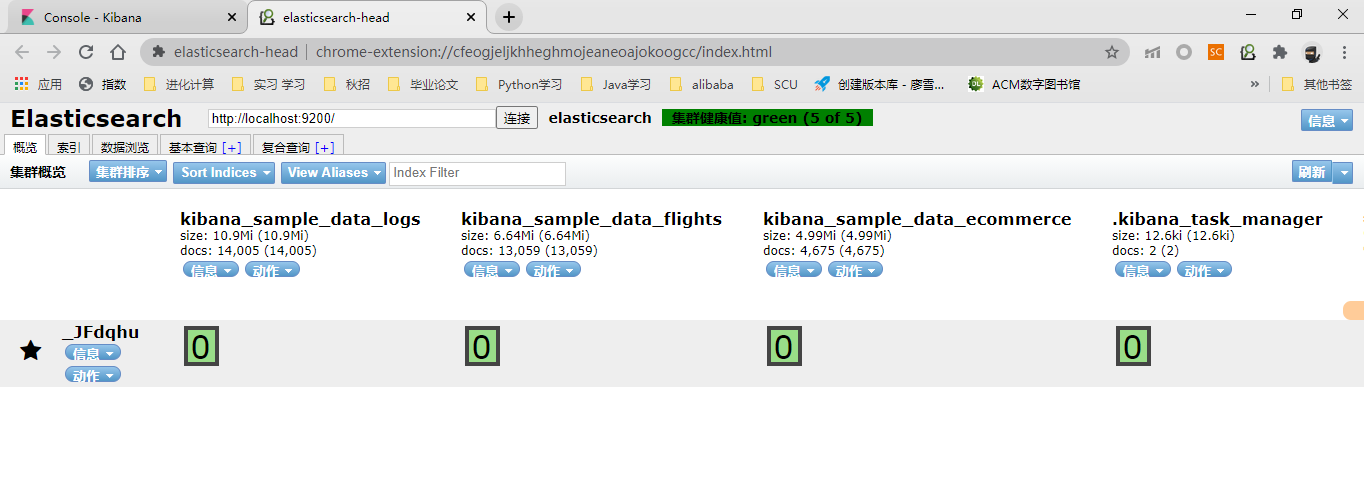 Console - Kibana
elasticsearch-head
elasticsearch-head | chrome-extension://cfeogjeljkhheghmojeaneoajokoogcc/index.html
SC
应用 指数 进化计算 实习 学习 秋招 毕业论文 Python学习 Java学习 alibaba SCU 创建版本库 - 廖雪... DL ACM数字图书馆 » 其他书签
Elasticsearch http://localhost:9200/ 连接 elasticsearch 集群健康值: green (5 of 5) 信息
概览 索引 数据浏览 基本查询 [+] 复合查询 [+]
集群概览 集群排序 Sort Indices View Aliases Index Filter 刷新
kibana_sample_data_logs kibana_sample_data_flights kibana_sample_data_ecommerce .kibana_task_manager
size: 10.9Mi (10.9Mi) size: 6.64Mi (6.64Mi) size: 4.99Mi (4.99Mi) size: 12.6ki (12.6ki)
docs: 14,005 (14,005) docs: 13,059 (13,059) docs: 4,675 (4,675) docs: 2 (2)
信息 动作 信息 动作 信息 动作 信息 动作
_JFdqhu
信息
动作
0 0 0 0